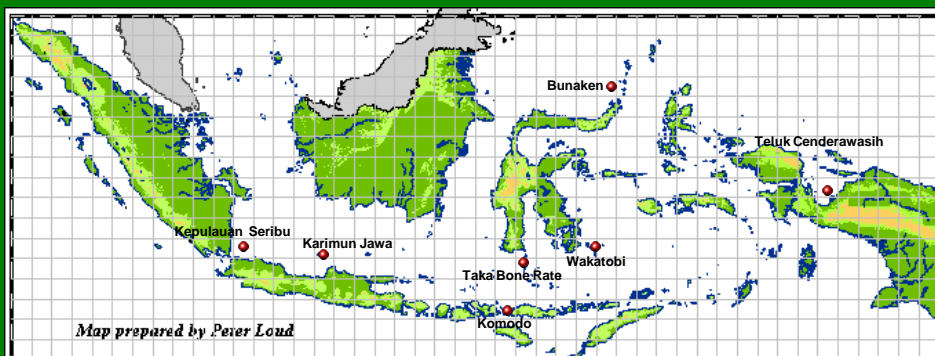 Bunaken
Teluk Cenderawasih
Kepulauan Seribu
Karimun Jawa
Wakatobi
Taka Bone Rate
Komodo
Map prepared by Peter Loud